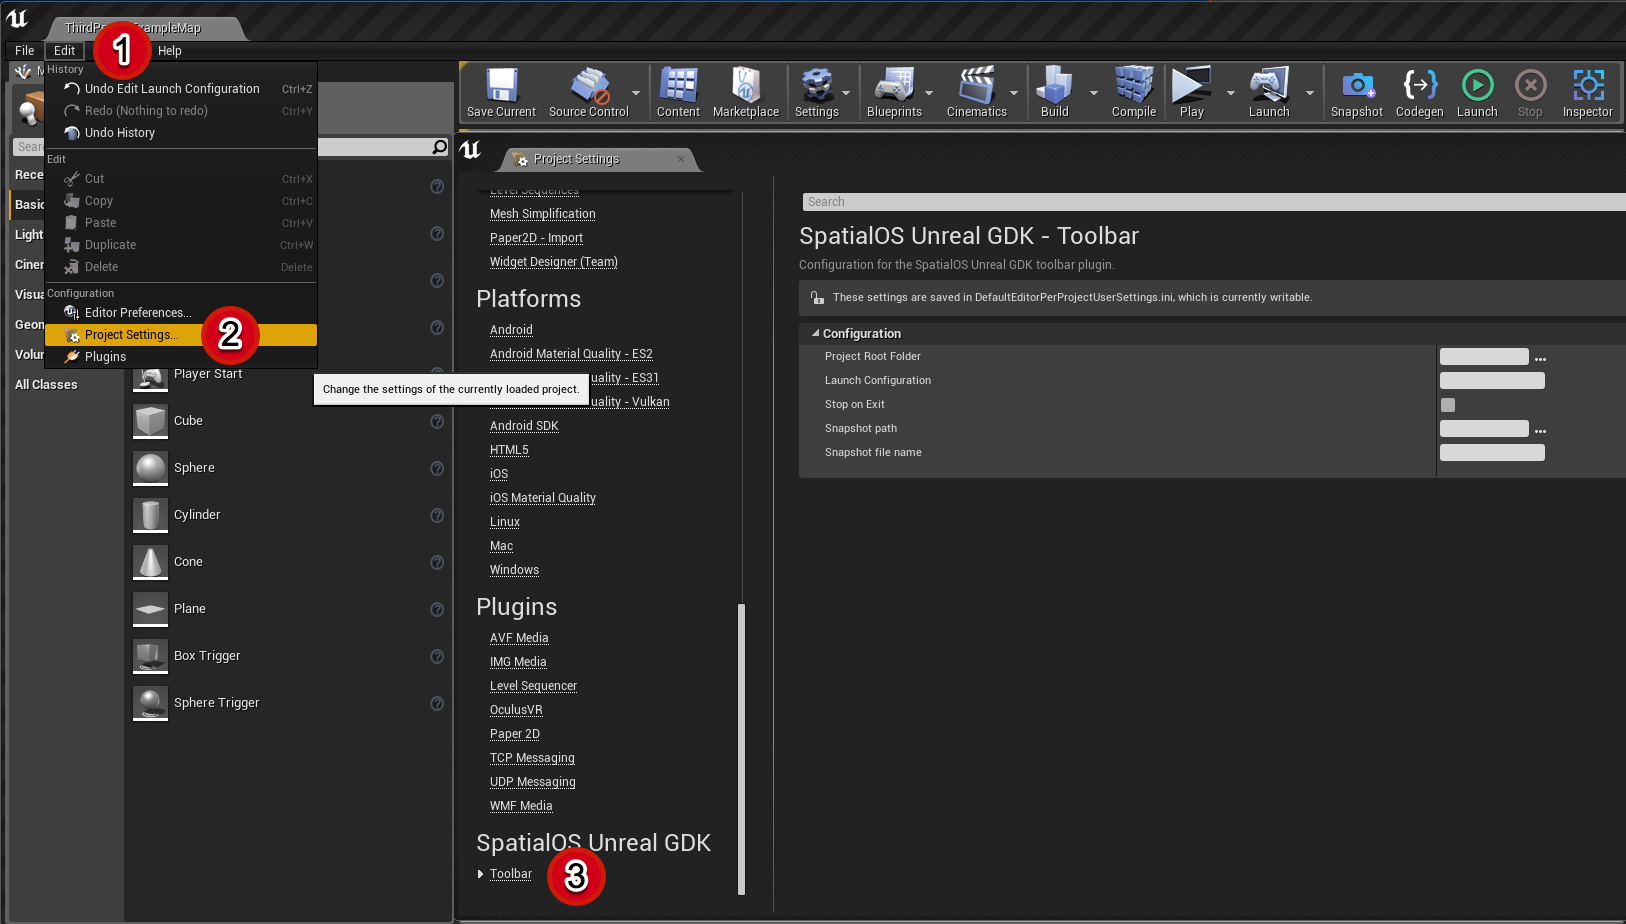 ThirdP
ExampleMap
File
Edit
1
Help
History
Undo Edit Launch Configuration Ctrl+Z
Redo (Nothing to redo) Ctrl+Y
Undo History
Edit
Cut Ctrl+X
Copy Ctrl+C
Paste Ctrl+V
Duplicate Ctrl+W
Delete Delete
Configuration
Editor Preferences...
Project Settings...
2
Plugins
Change the settings of the currently loaded project.
M
Sear
Rece
Basic
Light
Cinem
Visua
Geon
Volun
All Classes
Player Start
Cube
Sphere
Cylinder
Cone
Plane
Box Trigger
Sphere Trigger
Save Current
Source Control
Content
Marketplace
Settings
Blueprints
Cinematics
Build
Compile
Play
Launch
Snapshot
Codegen
Launch
Stop
Inspector
Project Settings
Level Sequences
Mesh Simplification
Paper2D - Import
Widget Designer (Team)
Platforms
Android
Android Material Quality - ES2
uality - ES31
uality - Vulkan
Android SDK
HTML5
iOS
iOS Material Quality
Linux
Mac
Windows
Plugins
AVF Media
IMG Media
Level Sequencer
OculusVR
Paper 2D
TCP Messaging
UDP Messaging
WMF Media
SpatialOS Unreal GDK
Toolbar
3
Search
SpatialOS Unreal GDK - Toolbar
Configuration for the SpatialOS Unreal GDK toolbar plugin.
These settings are saved in DefaultEditorPerProjectUserSettings.ini, which is currently writable.
Configuration
Project Root Folder ...
Launch Configuration
Stop on Exit
Snapshot path ...
Snapshot file name